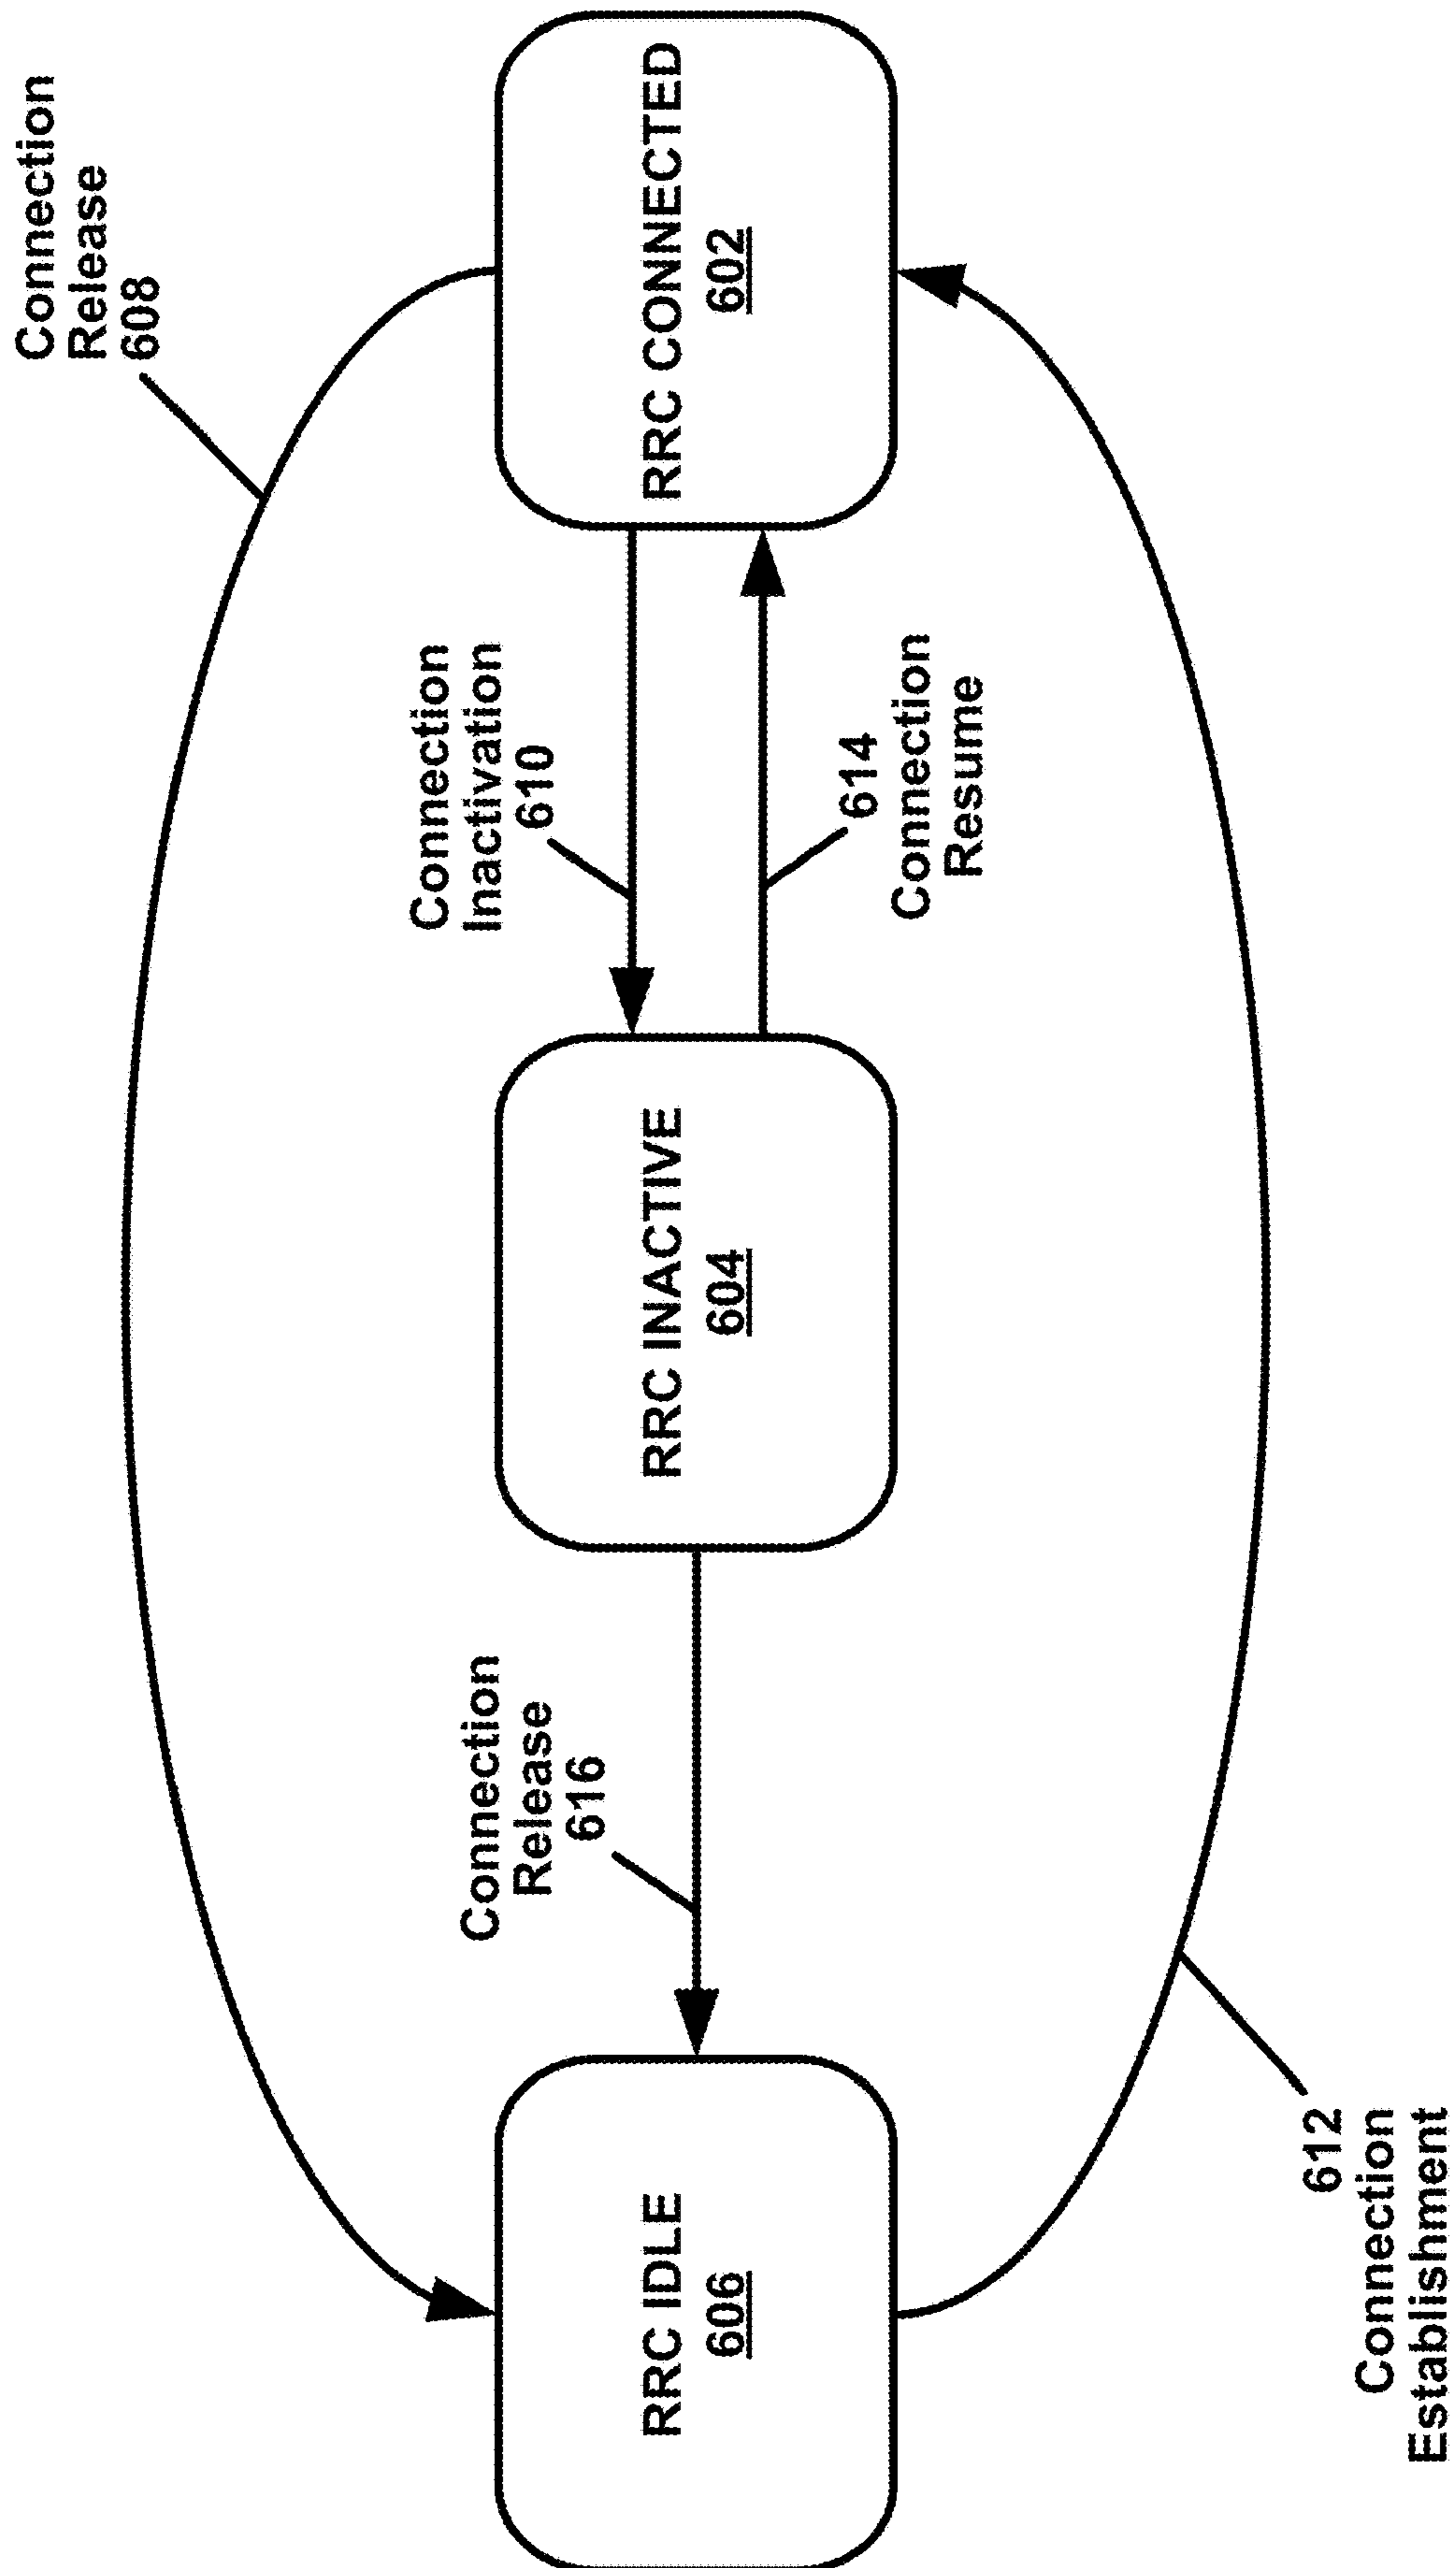 Connection
Release
608
RRC IDLE
606
Connection
Release
616
RRC INACTIVE
604
Connection
Inactivation
610
614
Connection
Resume
RRC CONNECTED
602
612
Connection
Establishment